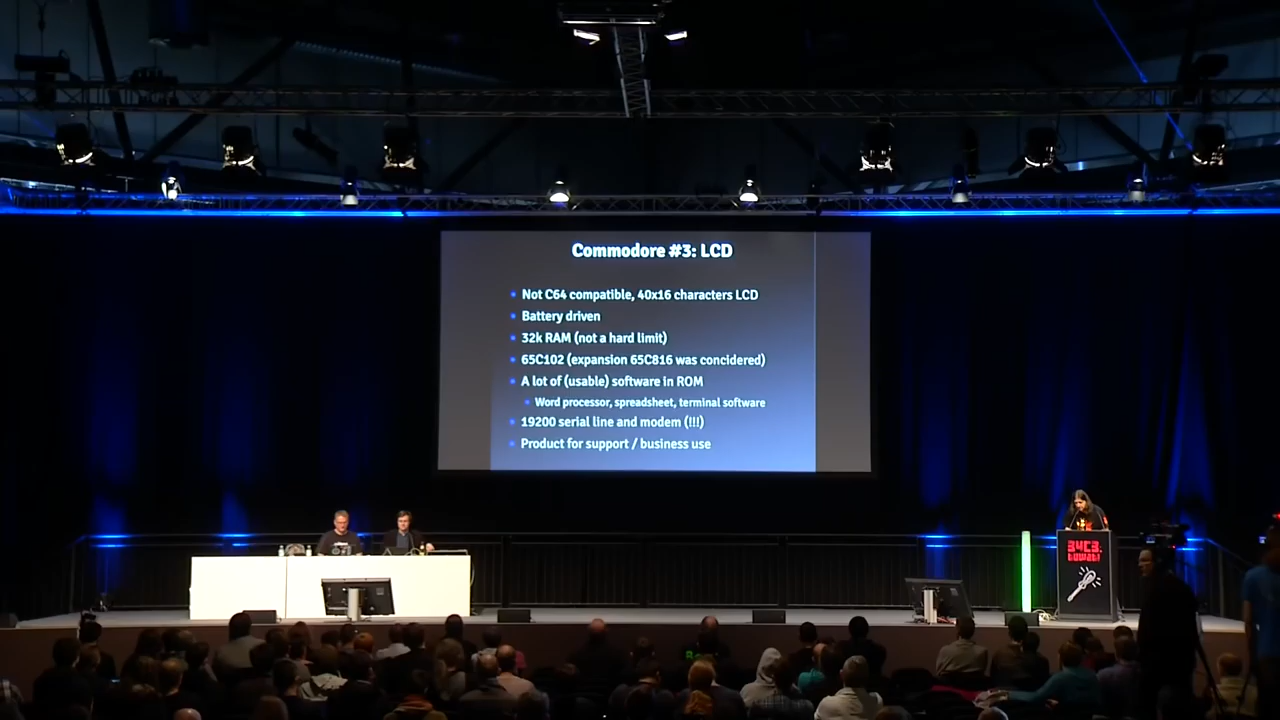 Commodore #3: LCD
Not C64 compatible, 40x16 characters LCD
Battery driven
32k RAM (not a hard limit)
65C102 (expansion 65C816 was concidered)
A lot of (usable) software in ROM
Word processor, spreadsheet, terminal software
19200 serial line and modem (!!!)
Product for support / business use
34C3.
tuwat!